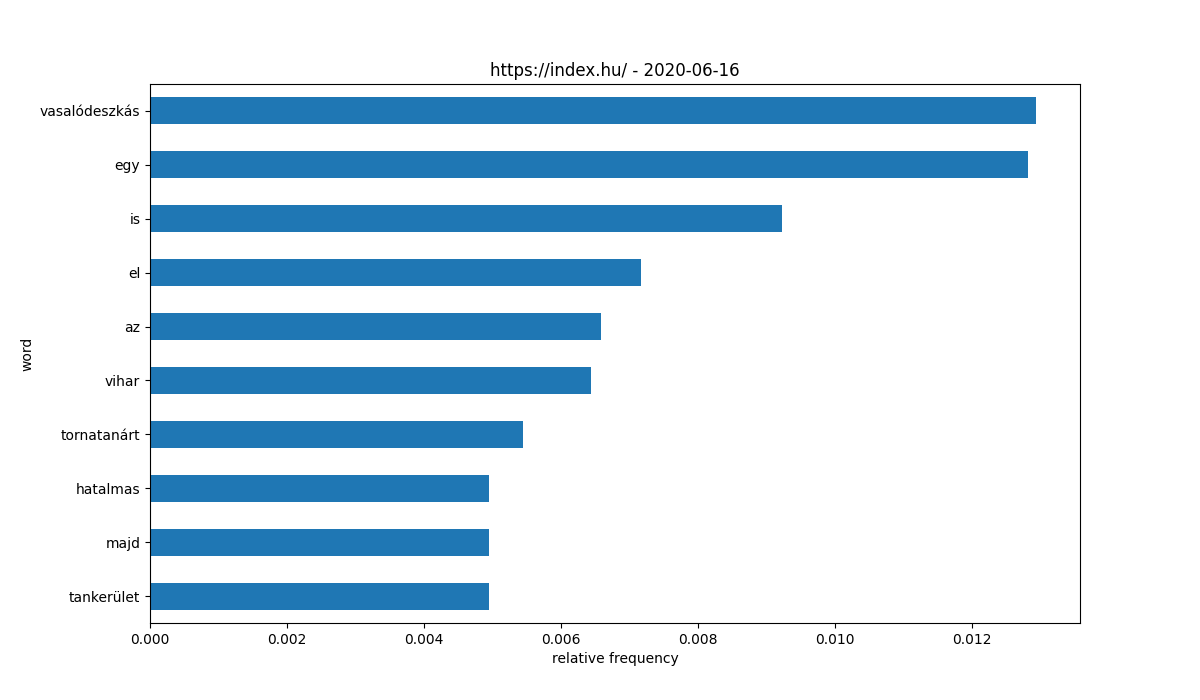 https://index.hu/ - 2020-06-16
vasalódeszkás
egy
is
el
az
vihar
tornatanárt
hatalmas
majd
tankerület
word
0.000 0.002 0.004 0.006 0.008 0.010 0.012
relative frequency